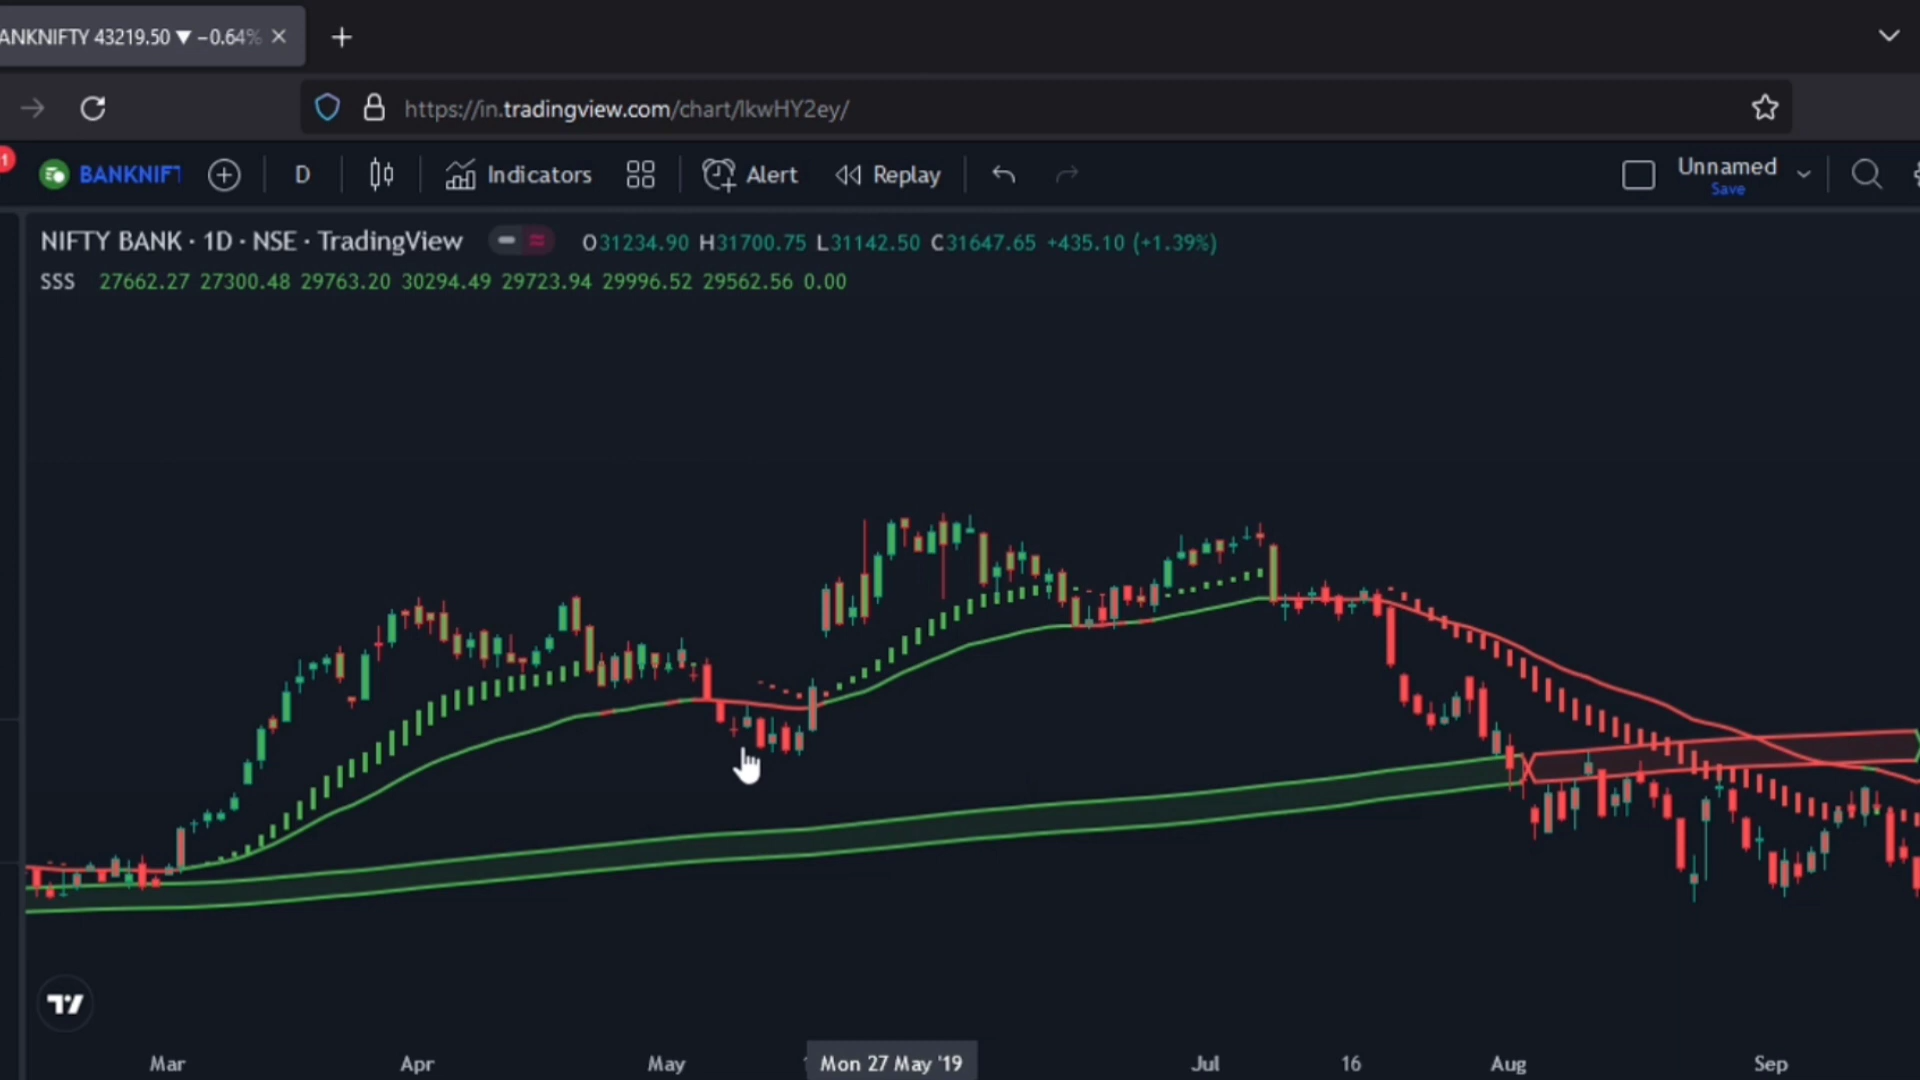 ANKNIFTY 43219.50 ▼ −0.64%
https://in.tradingview.com/chart/lkwHY2ey/
1
BANKNIFT D Indicators Alert Replay Unnamed
Save
NIFTY BANK · 1D · NSE · TradingView O31234.90 H31700.75 L31142.50 C31647.65 +435.10 (+1.39%)
SSS 27662.27 27300.48 29763.20 30294.49 29723.94 29996.52 29562.56 0.00
Mar Apr May Mon 27 May '19 Jul 16 Aug Sep